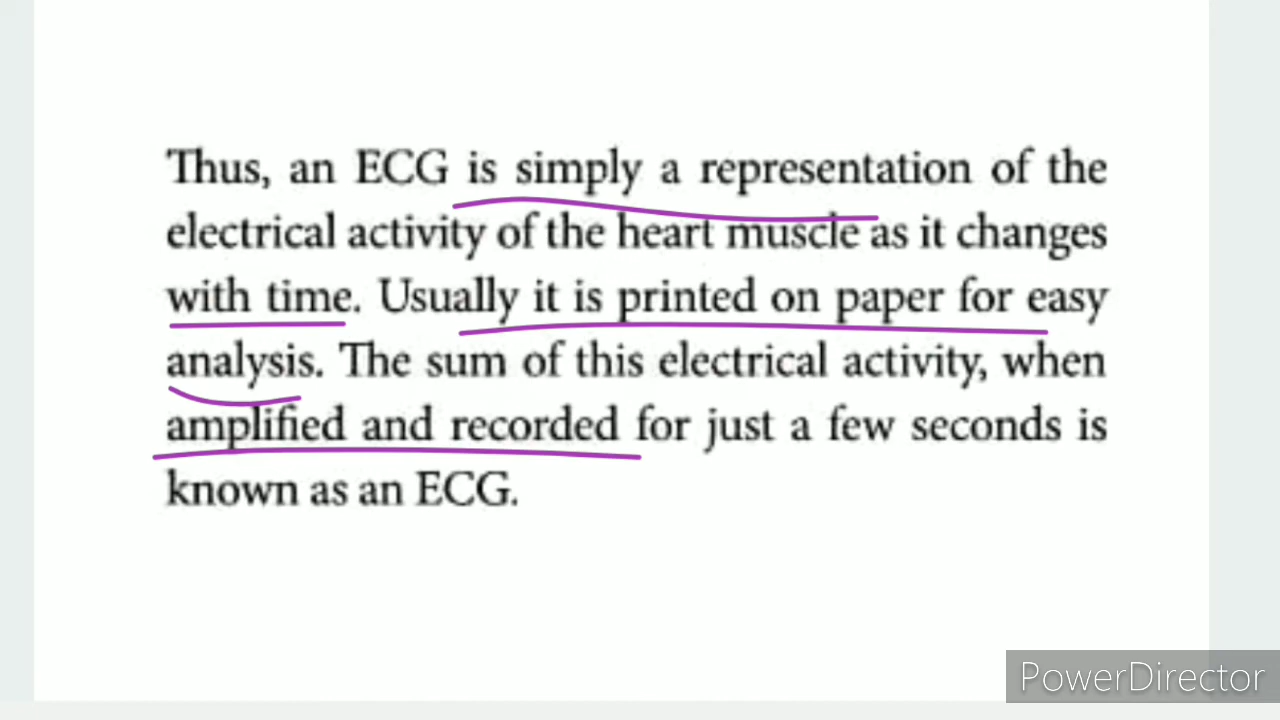 Thus, an ECG is simply a representation of the
electrical activity of the heart muscle as it changes
with time. Usually it is printed on paper for easy
analysis. The sum of this electrical activity, when
amplified and recorded for just a few seconds is
known as an ECG.
PowerDirector